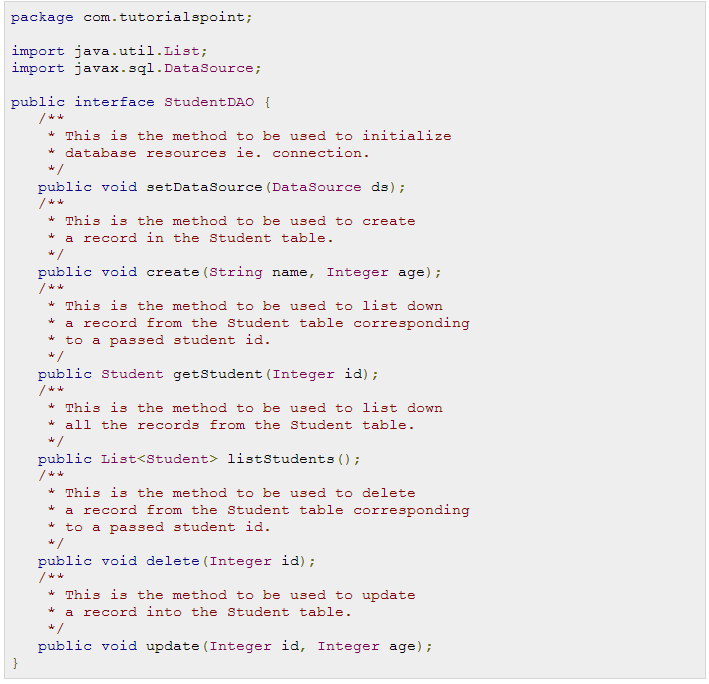 package com.tutorialspoint;

import java.util.List;
import javax.sql.DataSource;

public interface StudentDAO {
   /**
    * This is the method to be used to initialize
    * database resources ie. connection.
    */
   public void setDataSource(DataSource ds);
   /**
    * This is the method to be used to create
    * a record in the Student table.
    */
   public void create(String name, Integer age);
   /**
    * This is the method to be used to list down
    * a record from the Student table corresponding
    * to a passed student id.
    */
   public Student getStudent(Integer id);
   /**
    * This is the method to be used to list down
    * all the records from the Student table.
    */
   public List<Student> listStudents();
   /**
    * This is the method to be used to delete
    * a record from the Student table corresponding
    * to a passed student id.
    */
   public void delete(Integer id);
   /**
    * This is the method to be used to update
    * a record into the Student table.
    */
   public void update(Integer id, Integer age);
}